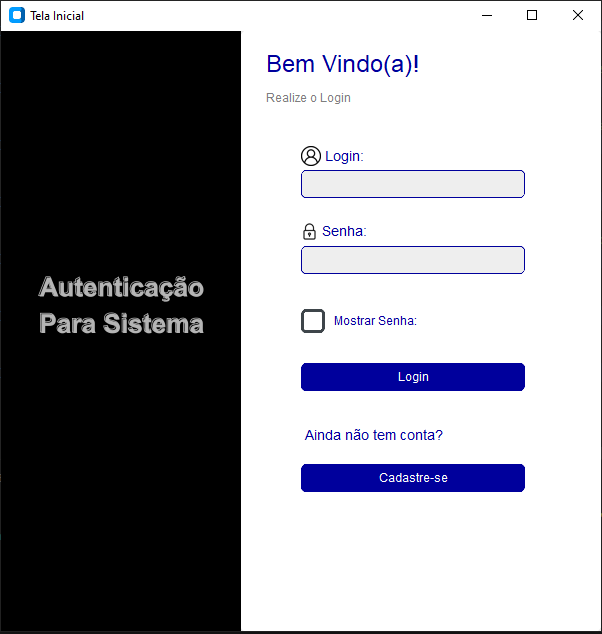 Tela Inicial
Bem Vindo(a)!
Realize o Login
Login:
Senha:
Autenticação
Para Sistema
Mostrar Senha:
Login
Ainda não tem conta?
Cadastre-se